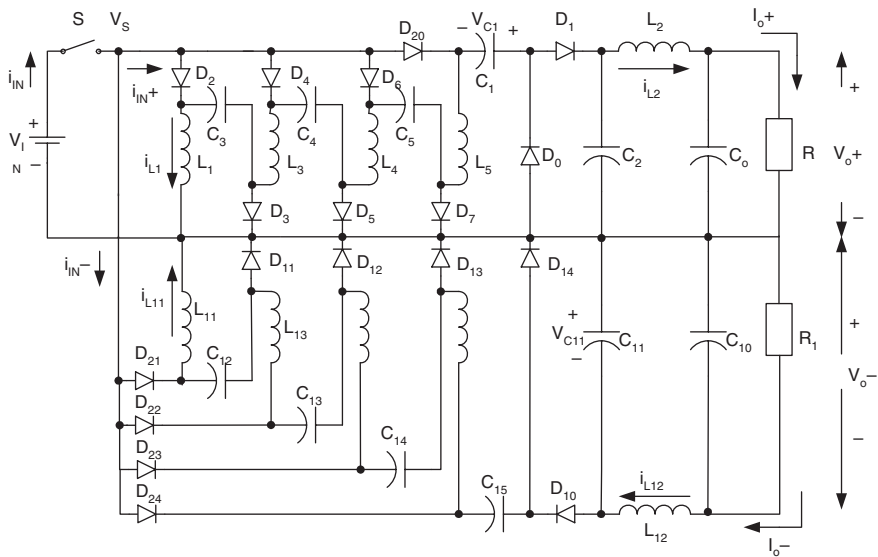 S V_S D_20 − V_C1 + D_1 L_2 I_o+
i_IN i_IN+ D_2 D_4 D_6 C_1 i_L2 +
V_I N + − i_L1 L_1 C_3 L_3 C_4 L_4 C_5 L_5 D_0 C_2 C_o R V_o+
D_3 D_5 D_7 −
i_IN− D_11 D_12 D_13 D_14
i_L11 L_11 L_13 V_C11 + − C_11 C_10 R_1 +
D_21 C_12 V_o−
D_22 C_13
D_23 C_14 −
D_24 C_15 D_10 i_L12
L_12 I_o−